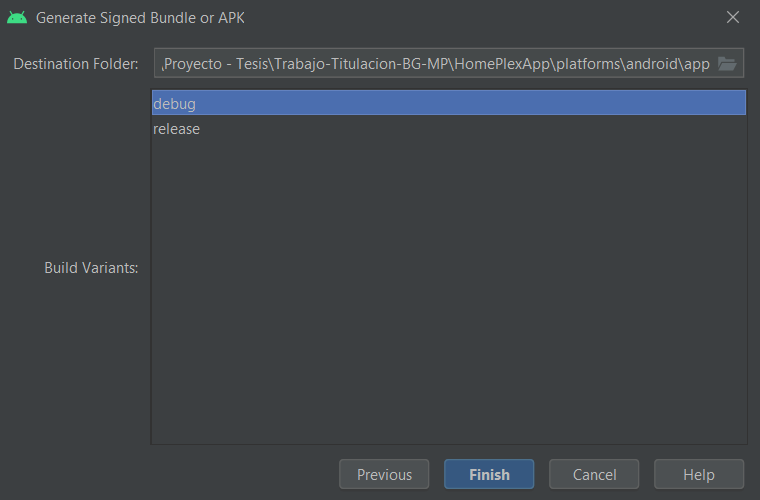 Generate Signed Bundle or APK
Destination Folder: \Proyecto - Tesis\Trabajo-Titulacion-BG-MP\HomePlexApp\platforms\android\app
debug
release
Build Variants:
Previous Finish Cancel Help